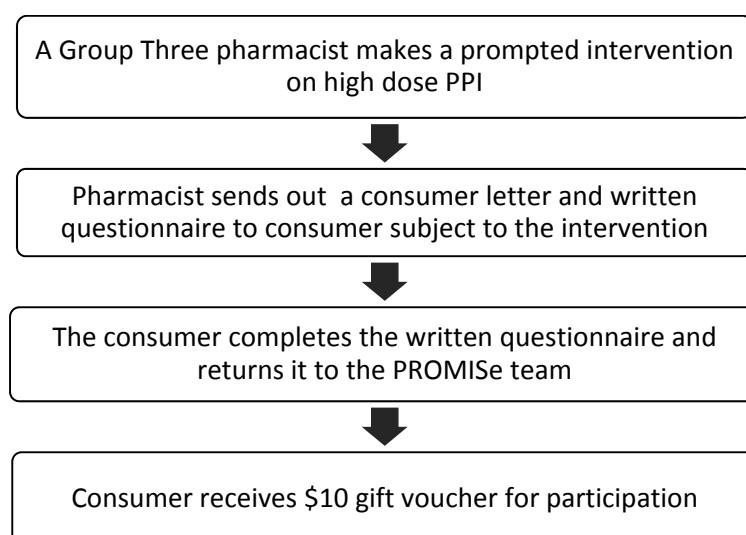 A Group Three pharmacist makes a prompted intervention
on high dose PPI
Pharmacist sends out a consumer letter and written
questionnaire to consumer subject to the intervention
The consumer completes the written questionnaire and
returns it to the PROMISe team
Consumer receives $10 gift voucher for participation